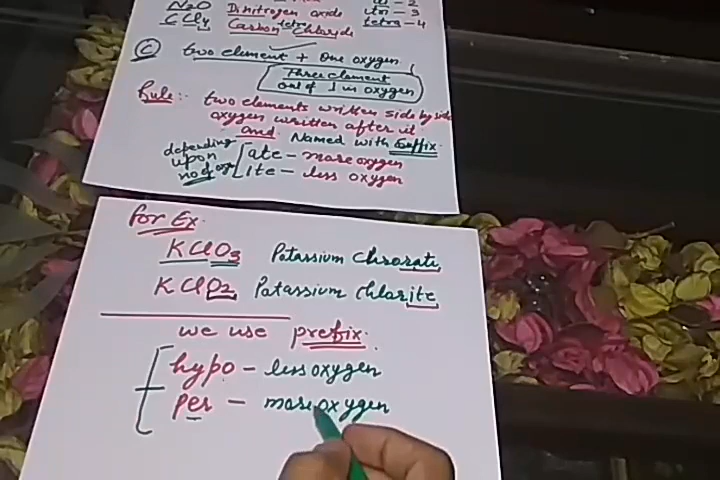 N2O Dinitrogen oxide tri - 3
CCl4 Carbon tetra Chloride tetra - 4
C two element + one oxygen
Three element
out of 1 is oxygen
Rule:- two elements written side by side
oxygen written after it
and Named with Suffix.
depending upon no of oxy
ate - more oxygen
ite - less oxygen
For Ex.
KClO3 Potassium Chrorate
KClO2 Potassium Chlorite
we use prefix.
hypo - less oxygen
per - more oxygen